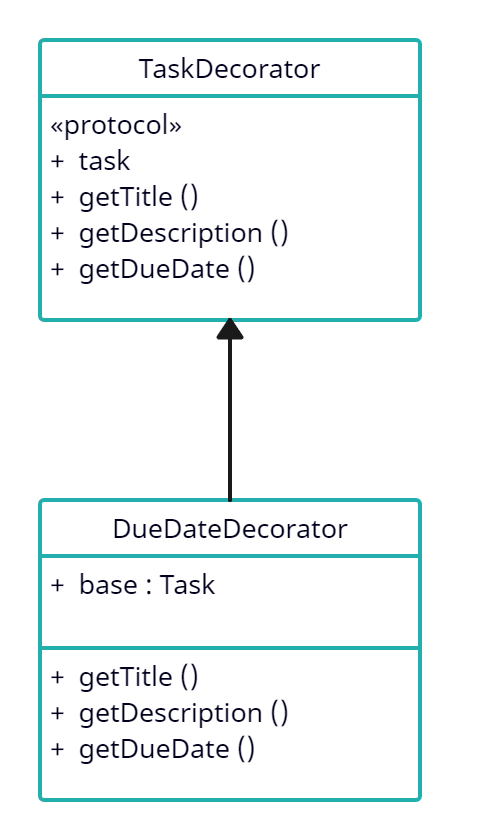 TaskDecorator
«protocol»
+ task
+ getTitle ()
+ getDescription ()
+ getDueDate ()
DueDateDecorator
+ base : Task
+ getTitle ()
+ getDescription ()
+ getDueDate ()